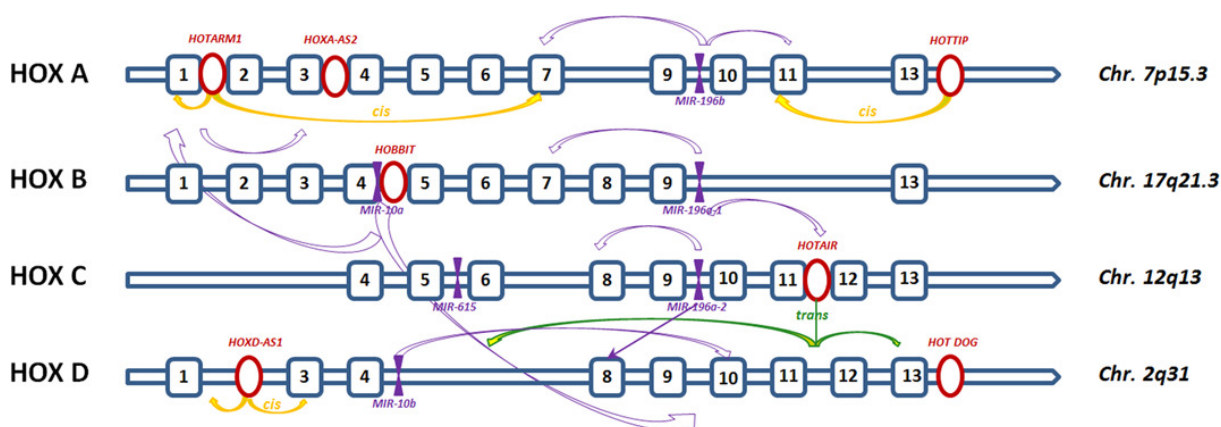 HOTARM1 HOXA-AS2 HOTTIP
HOX A 1 2 3 4 5 6 7 9 10 11 13 Chr. 7p15.3
MIR-196b
cis cis
HOBBIT
HOX B 1 2 3 4 5 6 7 8 9 13 Chr. 17q21.3
MIR-10a MIR-196a-1
HOTAIR
HOX C 4 5 6 8 9 10 11 12 13 Chr. 12q13
MIR-615 MIR-196a-2
trans
HOXD-AS1 HOT DOG
HOX D 1 3 4 8 9 10 11 12 13 Chr. 2q31
cis MIR-10b